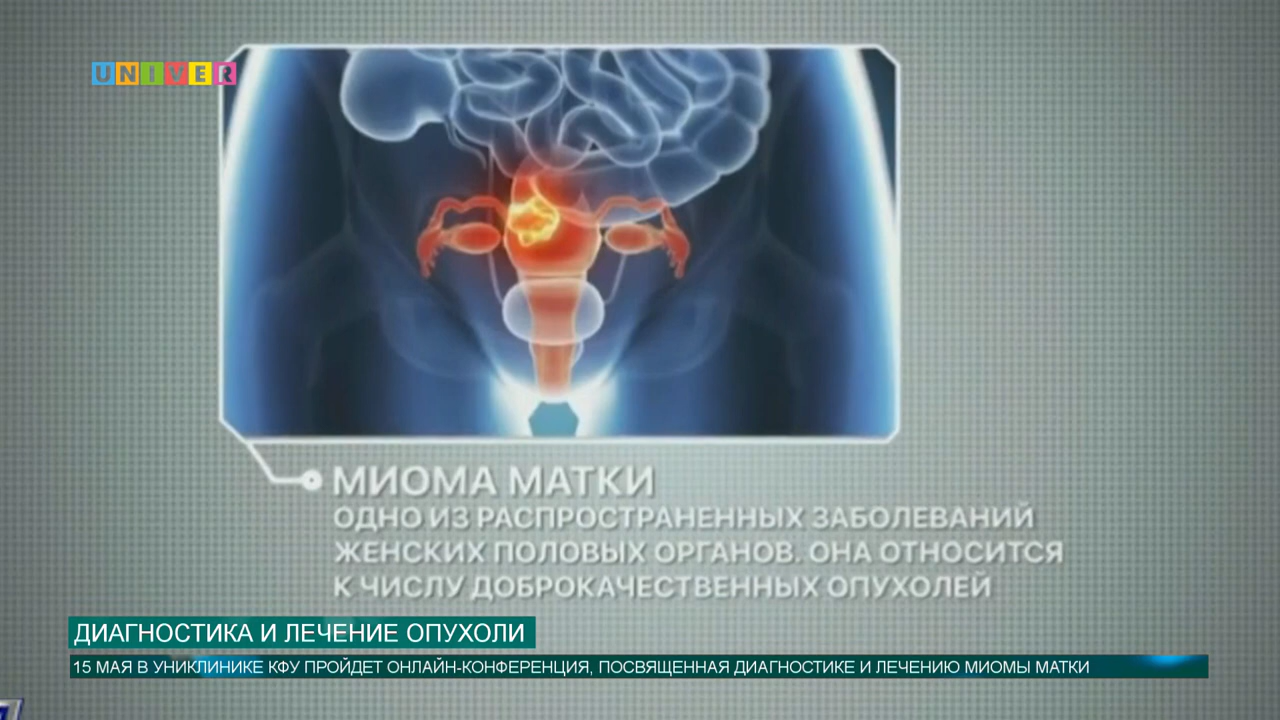 UNIVER
МИОМА МАТКИ
ОДНО ИЗ РАСПРОСТРАНЕННЫХ ЗАБОЛЕВАНИЙ
ЖЕНСКИХ ПОЛОВЫХ ОРГАНОВ. ОНА ОТНОСИТСЯ
К ЧИСЛУ ДОБРОКАЧЕСТВЕННЫХ ОПУХОЛЕЙ
ДИАГНОСТИКА И ЛЕЧЕНИЕ ОПУХОЛИ
15 МАЯ В УНИКЛИНИКЕ КФУ ПРОЙДЕТ ОНЛАЙН-КОНФЕРЕНЦИЯ, ПОСВЯЩЕННАЯ ДИАГНОСТИКЕ И ЛЕЧЕНИЮ МИОМЫ МАТКИ